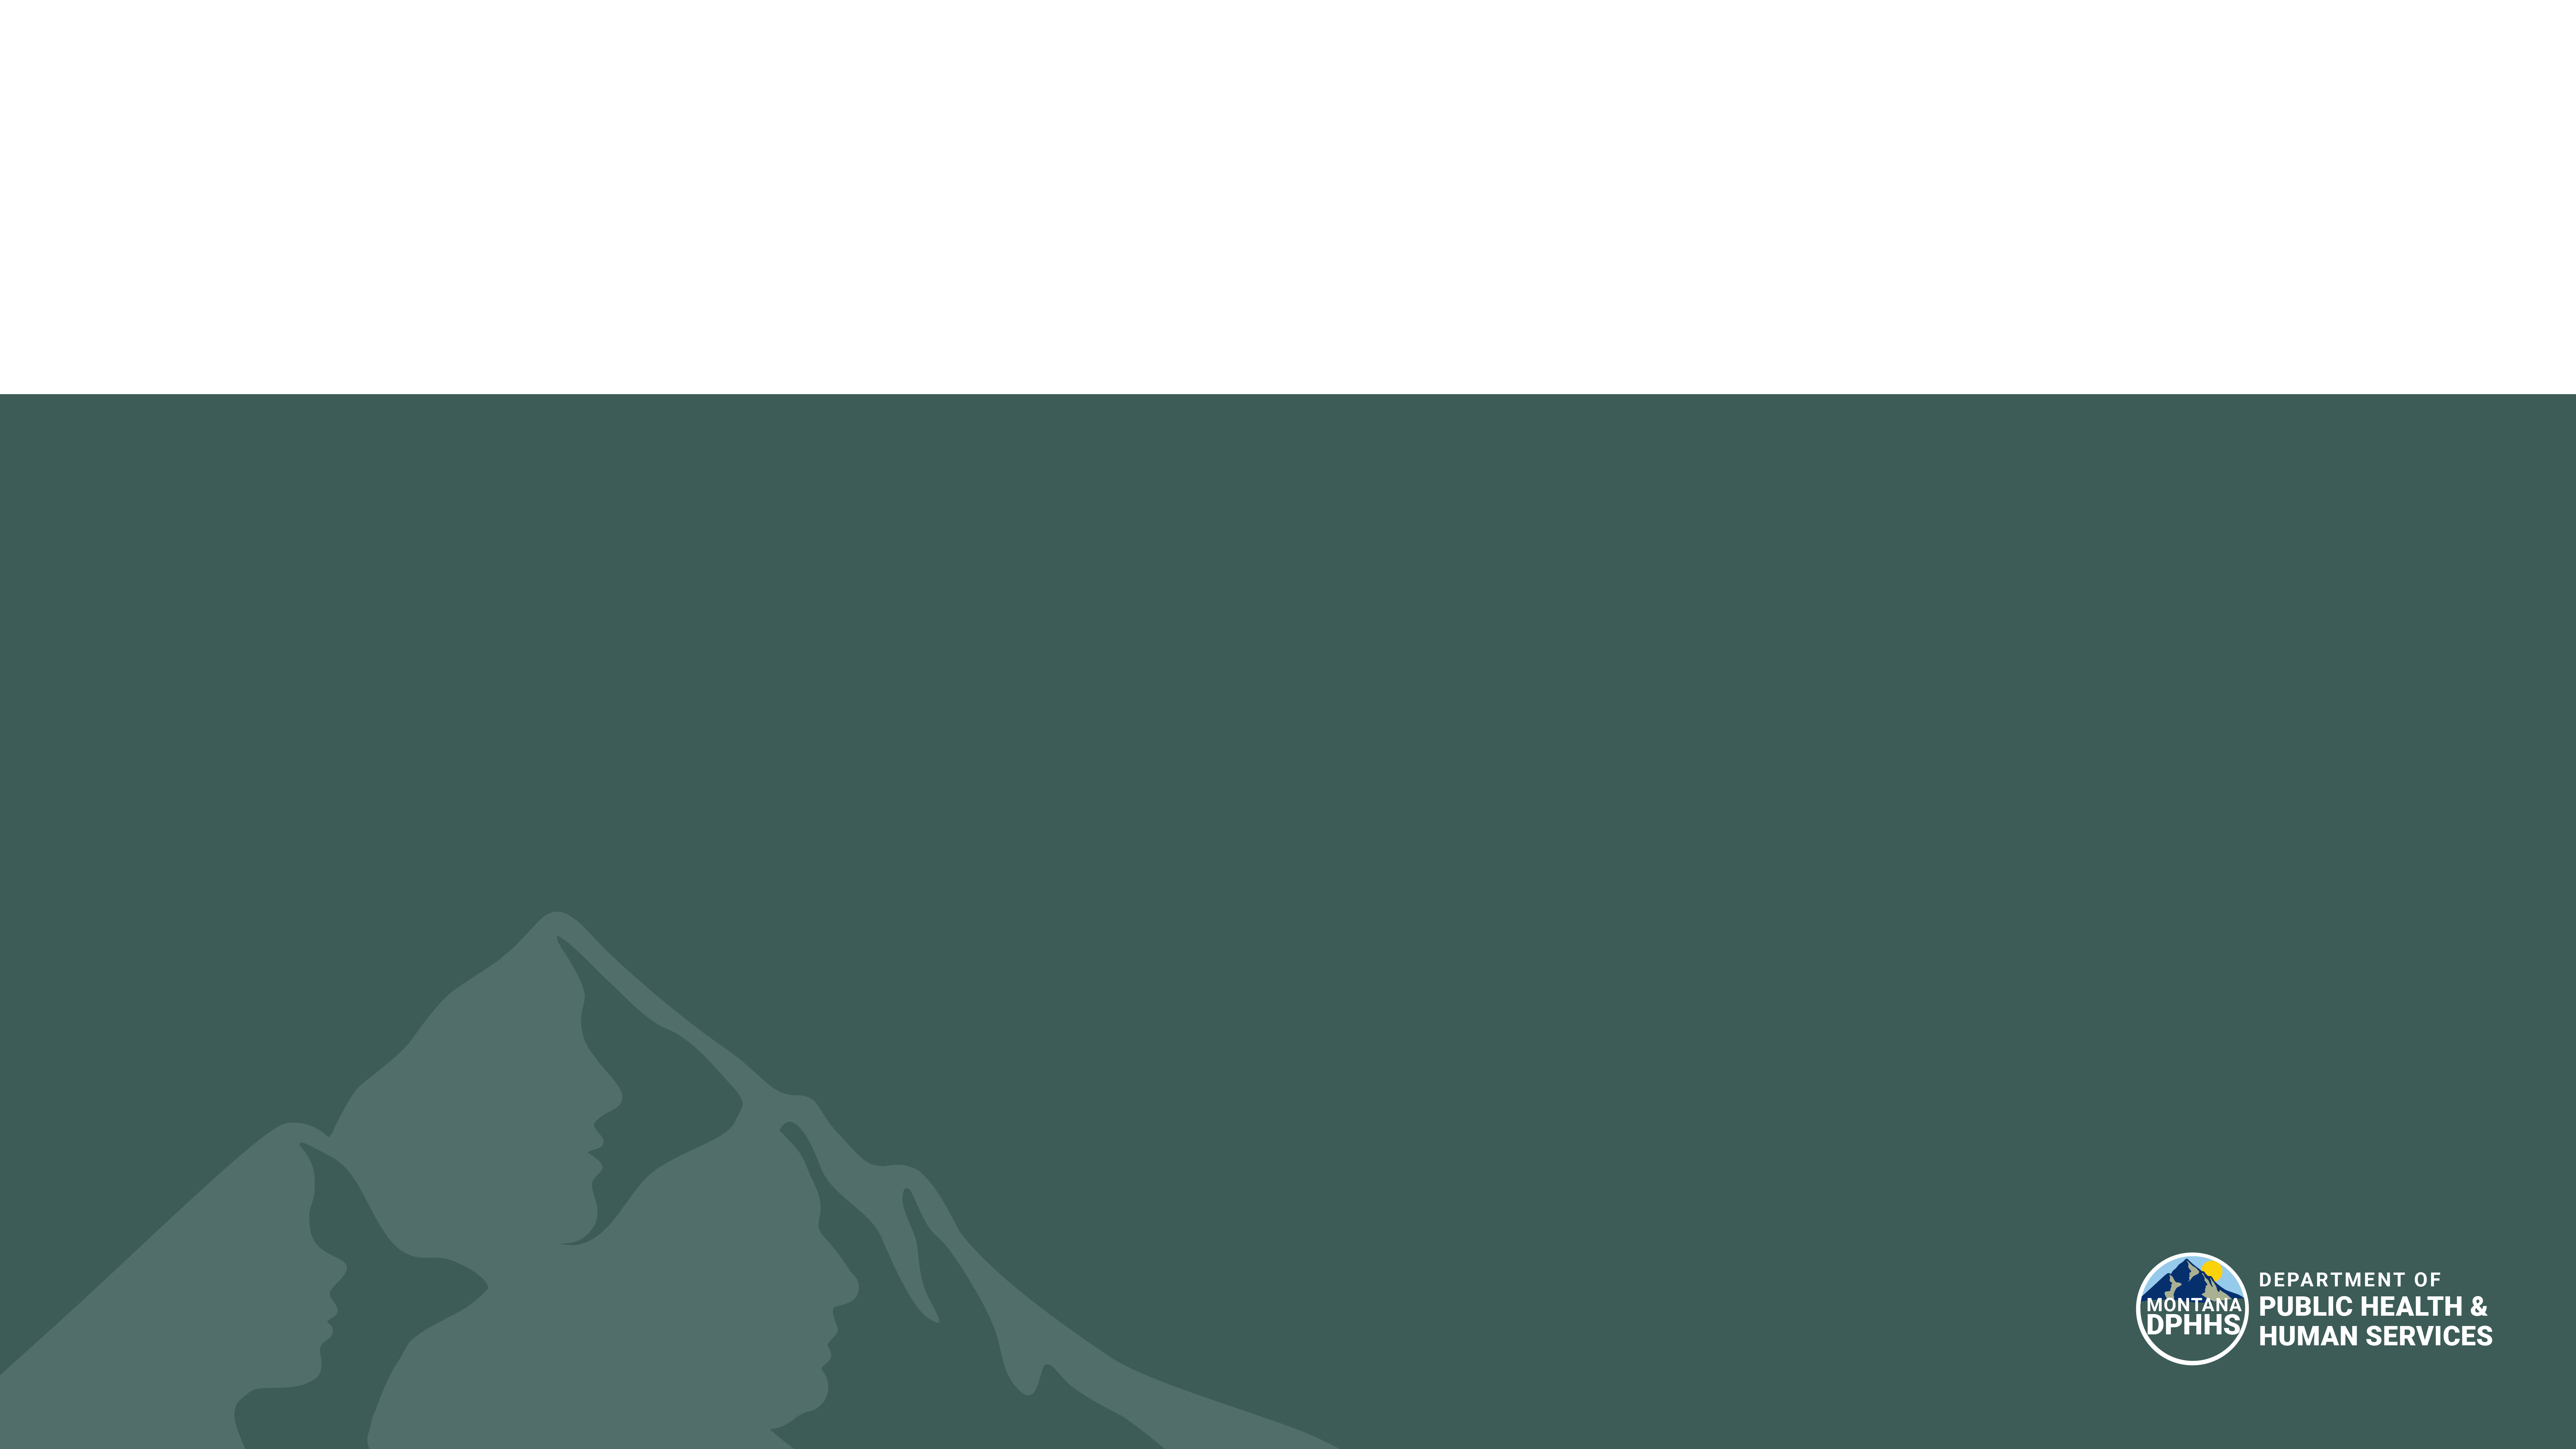 MONTANA
DPHHS
DEPARTMENT OF
PUBLIC HEALTH &
HUMAN SERVICES